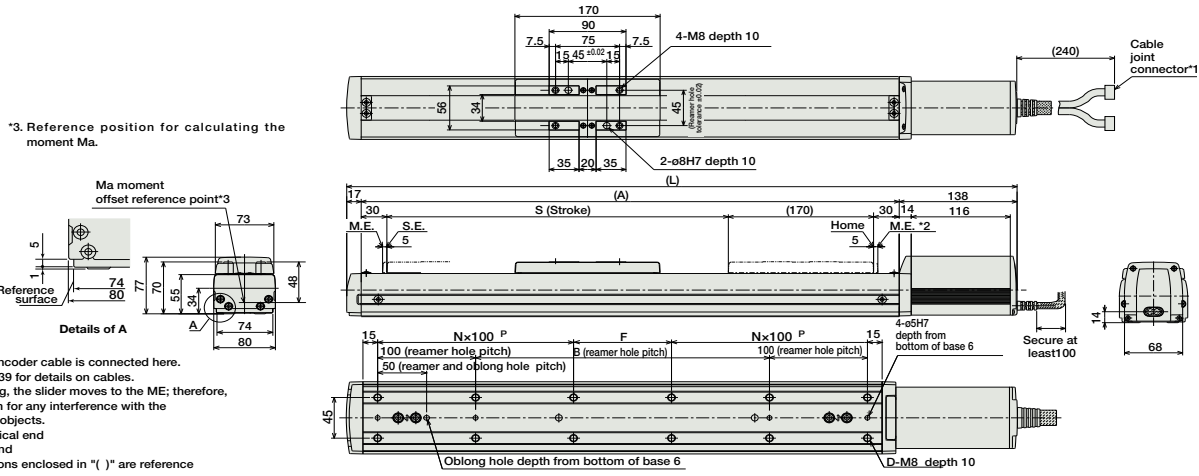 170
90
7.5
75
7.5
4-M8 depth 10
15
45 ±0.02
15
(240)
Cable
joint
connector*1
56
34
45
(Reamer hole
tolerance ±0.02)
*3. Reference position for calculating the
moment Ma.
35
20
35
2-ø8H7 depth 10
(L)
17
(A)
138
Ma moment
offset reference point*3
30
S (Stroke)
(170)
30
14
116
M.E.
S.E.
Home
M.E. *2
5
5
73
5
1
Reference
surface
74
80
77
70
55
34
48
A
74
80
Details of A
14
68
Secure at
least100
15
N×100 P
F
N×100 P
15
4-ø5H7
depth from
bottom of base 6
100 (reamer hole pitch)
B (reamer hole pitch)
100 (reamer hole pitch)
50 (reamer and oblong hole pitch)
45
Oblong hole depth from bottom of base 6
D-M8 depth 10
ncoder cable is connected here.
39 for details on cables.
g, the slider moves to the ME; therefore,
n for any interference with the
objects.
ical end
nd
ons enclosed in "( )" are reference